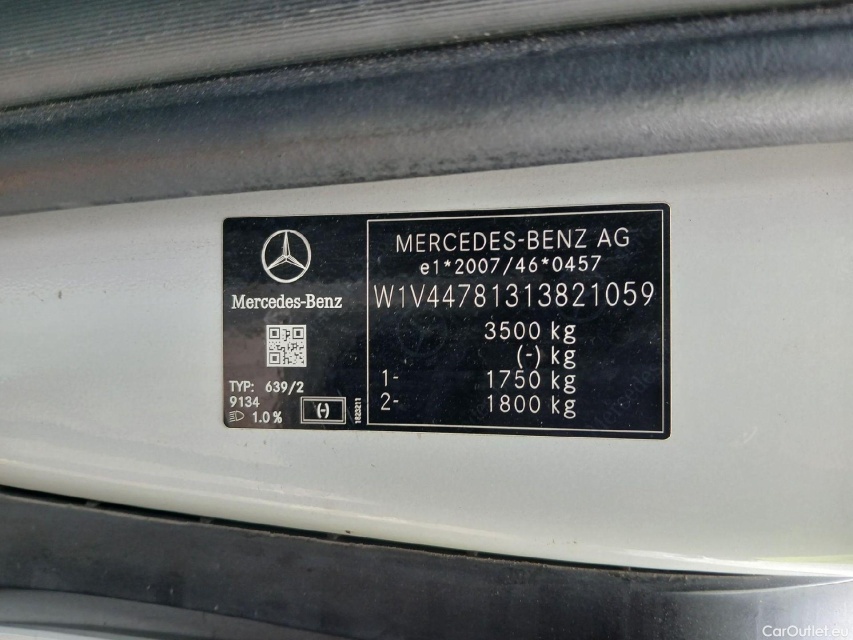 Mercedes-Benz
TYP: 639/2
9134
1.0 %
(-)
1823211
MERCEDES-BENZ AG
e1*2007/46*0457
W1V44781313821059
3500 kg
(-) kg
1- 1750 kg
2- 1800 kg
CarOutlet.eu